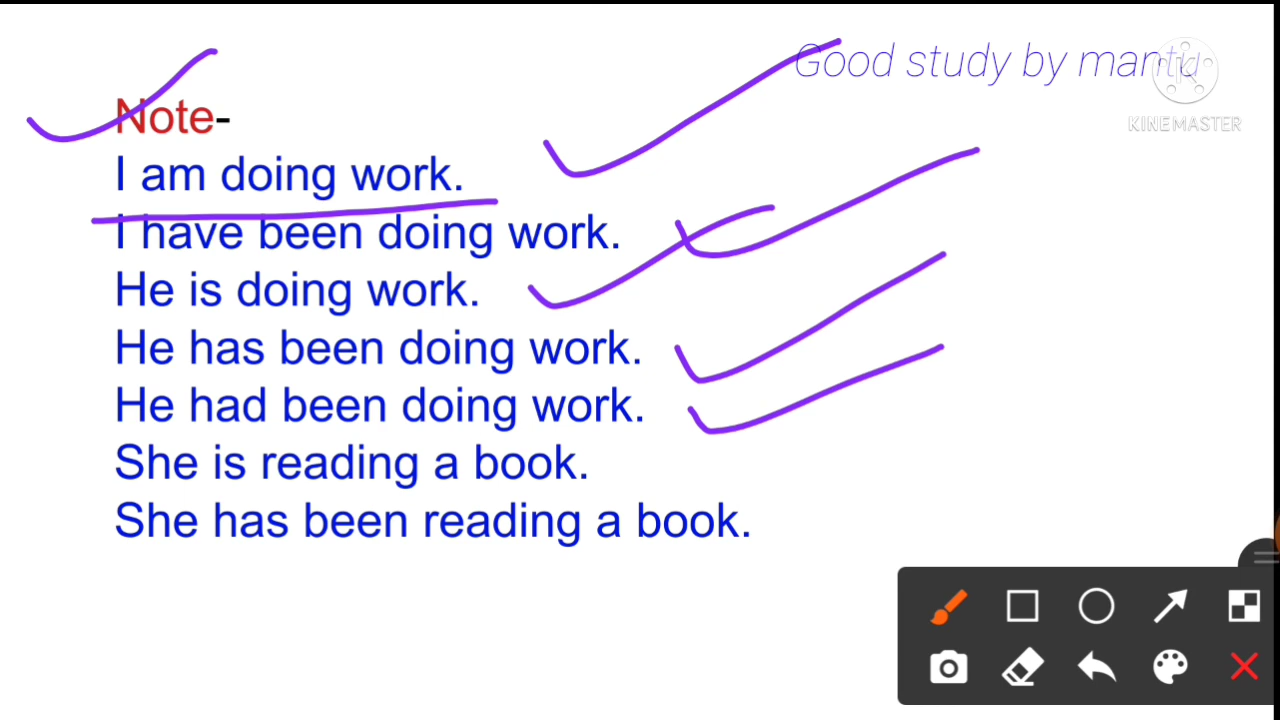 Good study by mantu
KINEMASTER
Note-
I am doing work.
I have been doing work.
He is doing work.
He has been doing work.
He had been doing work.
She is reading a book.
She has been reading a book.